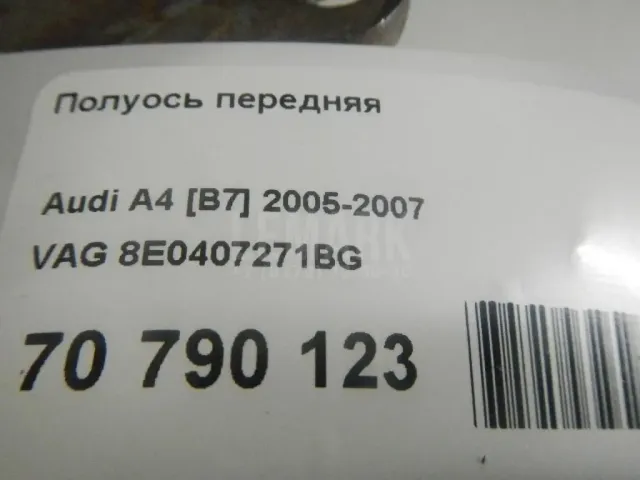 Полуось передняя
Audi A4 [B7] 2005-2007
VAG 8E0407271BG
70 790 123